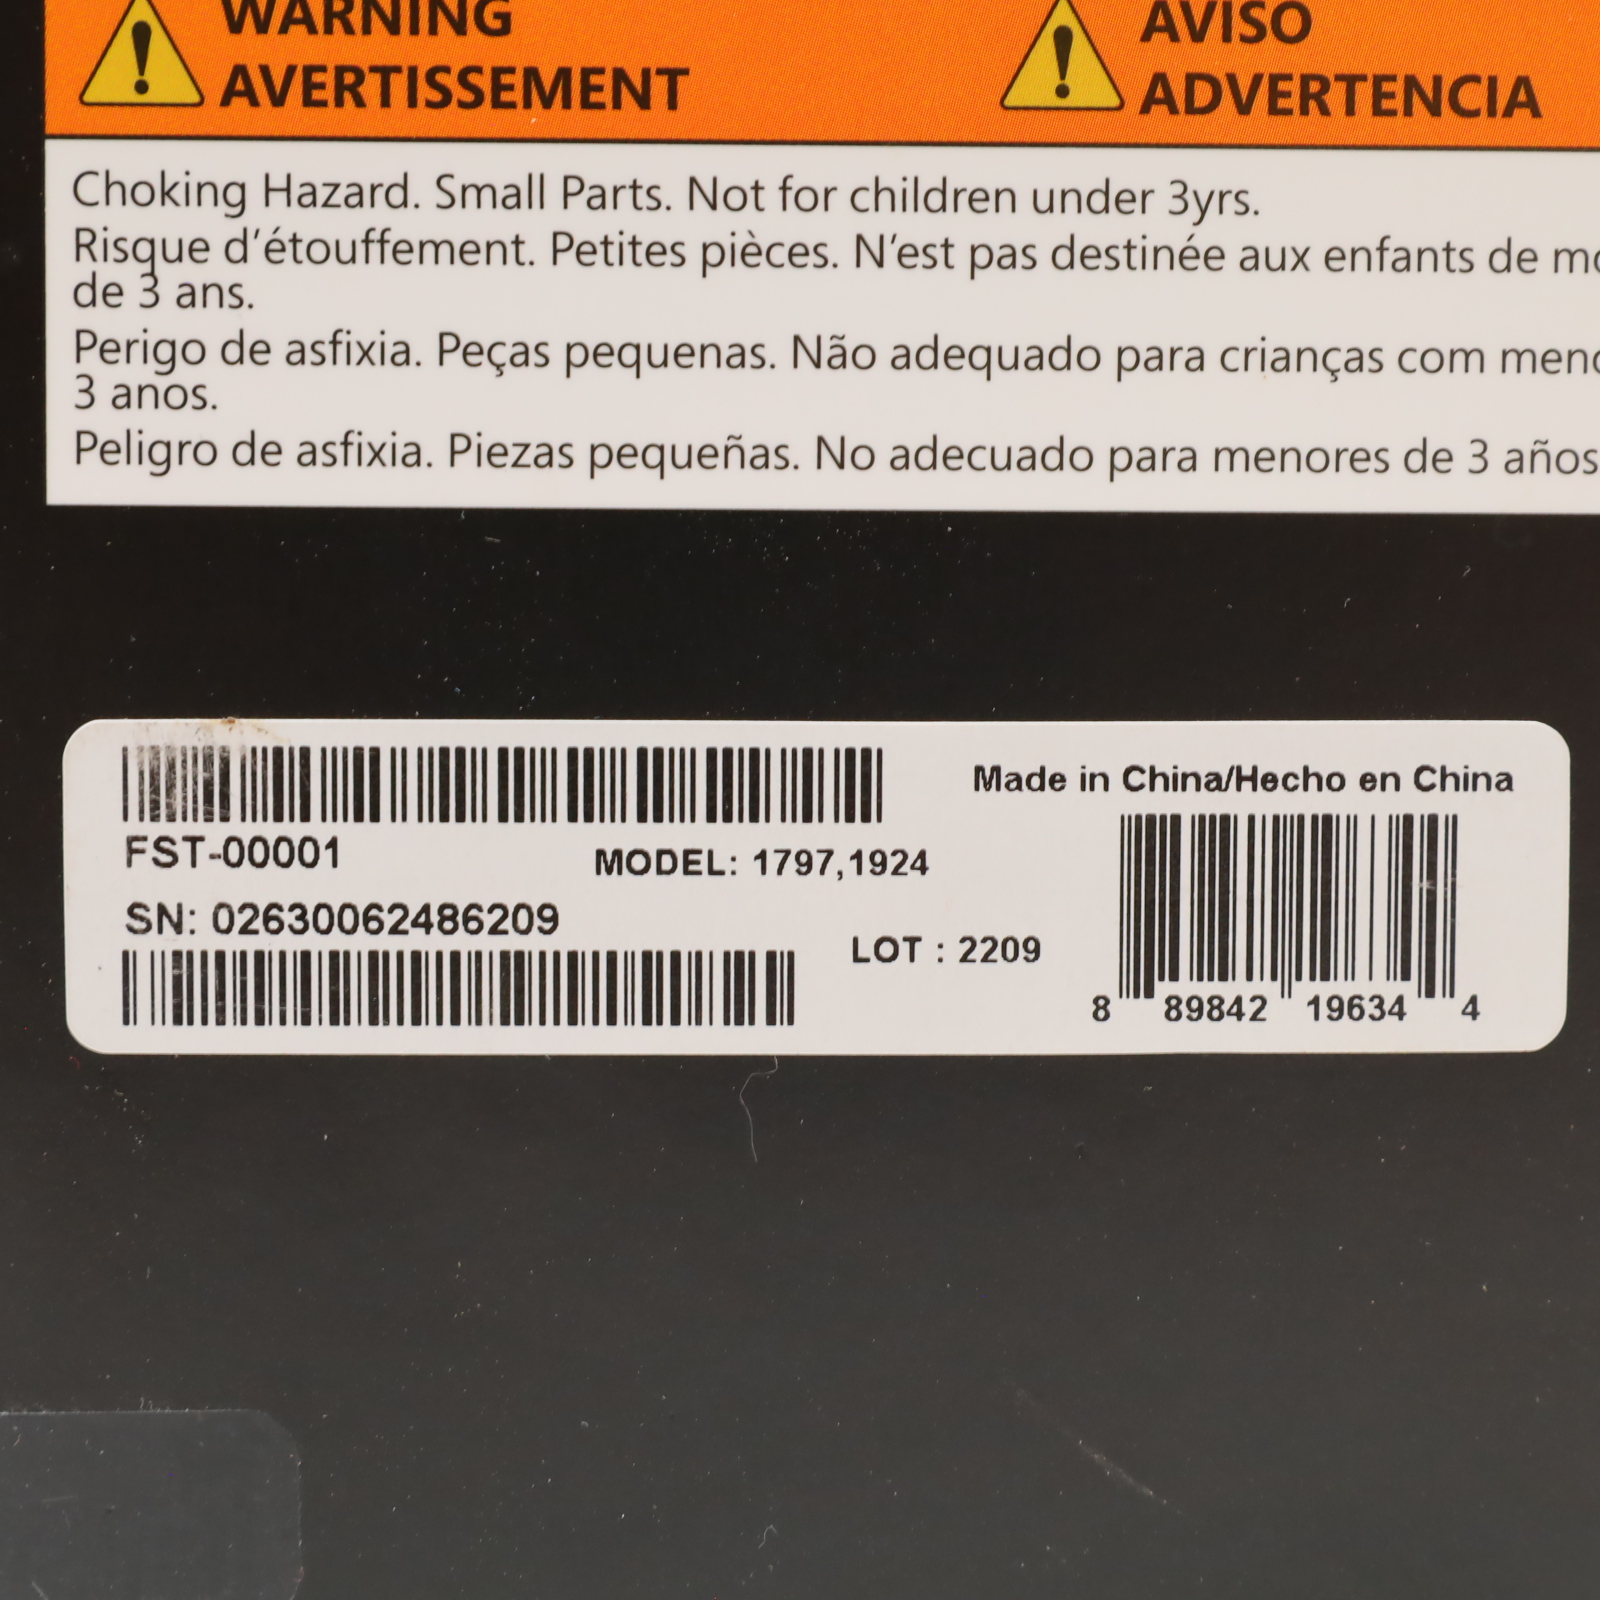 WARNING
AVERTISSEMENT
AVISO
ADVERTENCIA
Choking Hazard. Small Parts. Not for children under 3yrs.
Risque d’étouffement. Petites pièces. N’est pas destinée aux enfants de
de 3 ans.
Perigo de asfixia. Peças pequenas. Não adequado para crianças com
3 anos.
Peligro de asfixia. Piezas pequeñas. No adecuado para menores de 3 años
FST-00001
MODEL: 1797,1924
SN: 02630062486209
LOT : 2209
Made in China/Hecho en China
8 89842 19634 4